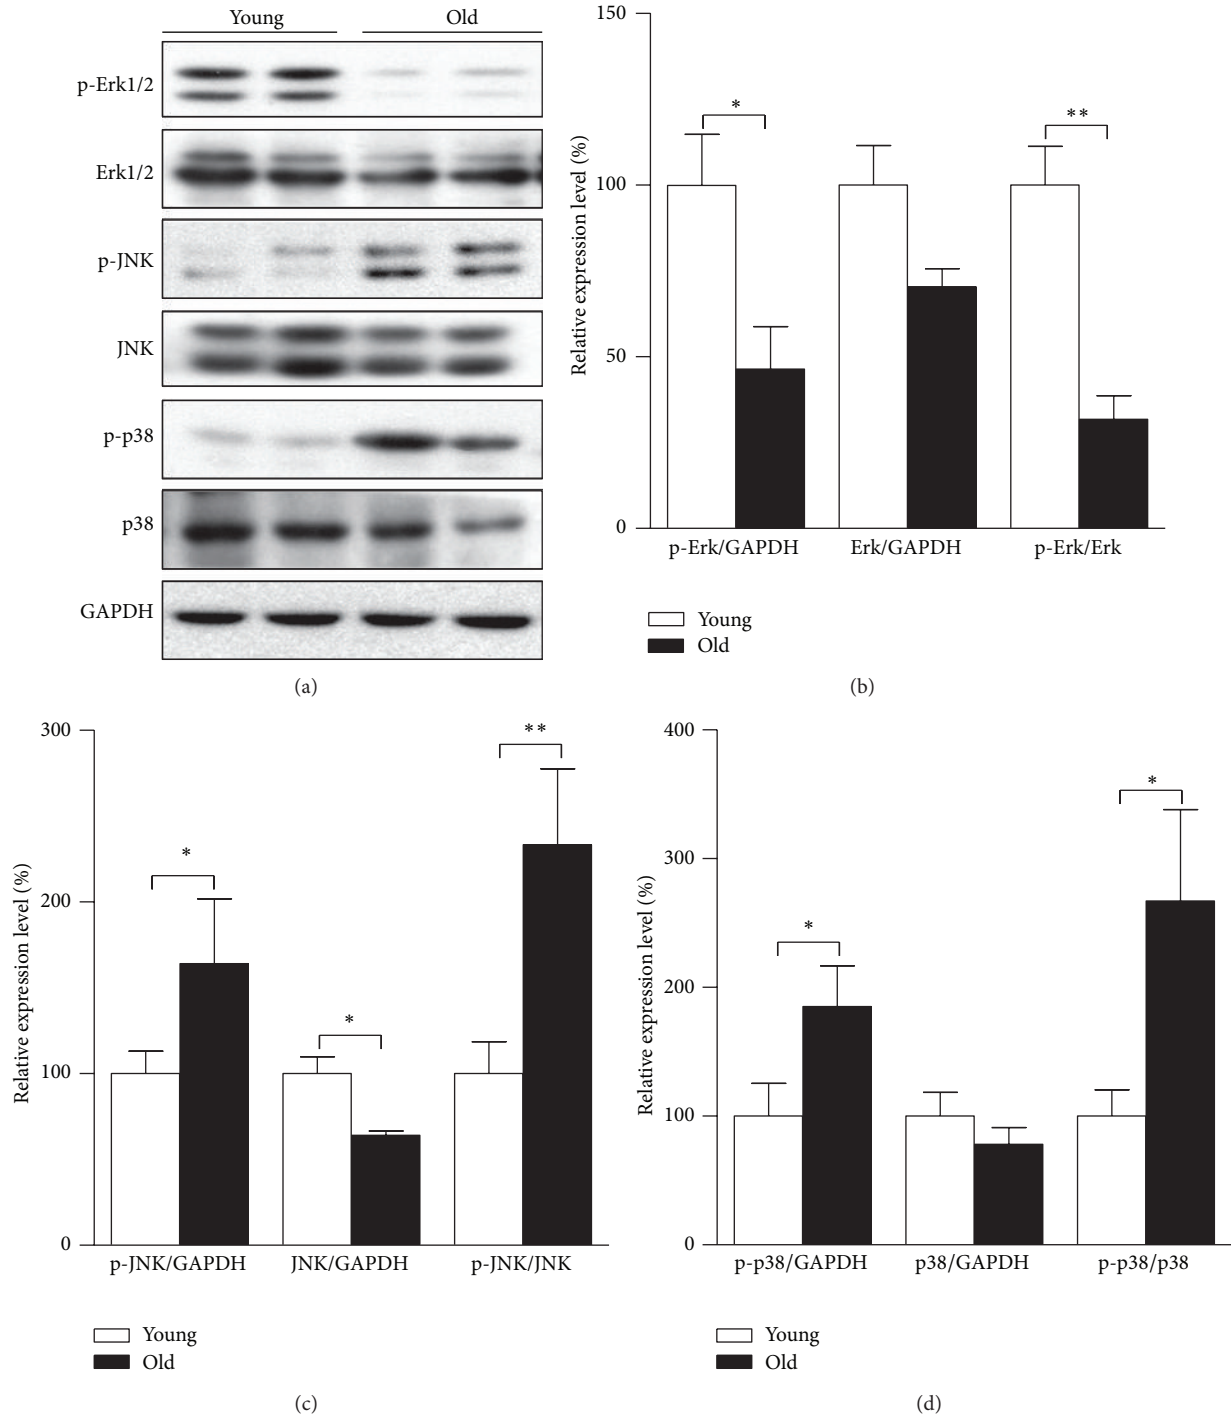 Young Old
p-Erk1/2
Erk1/2
p-JNK
JNK
p-p38
p38
GAPDH
(a)
150
100
50
0
Relative expression level (%)
*
**
p-Erk/GAPDH Erk/GAPDH p-Erk/Erk
Young
Old
(b)
300
200
100
0
Relative expression level (%)
*
*
**
p-JNK/GAPDH JNK/GAPDH p-JNK/JNK
Young
Old
(c)
400
300
200
100
0
Relative expression level (%)
*
*
p-p38/GAPDH p38/GAPDH p-p38/p38
Young
Old
(d)